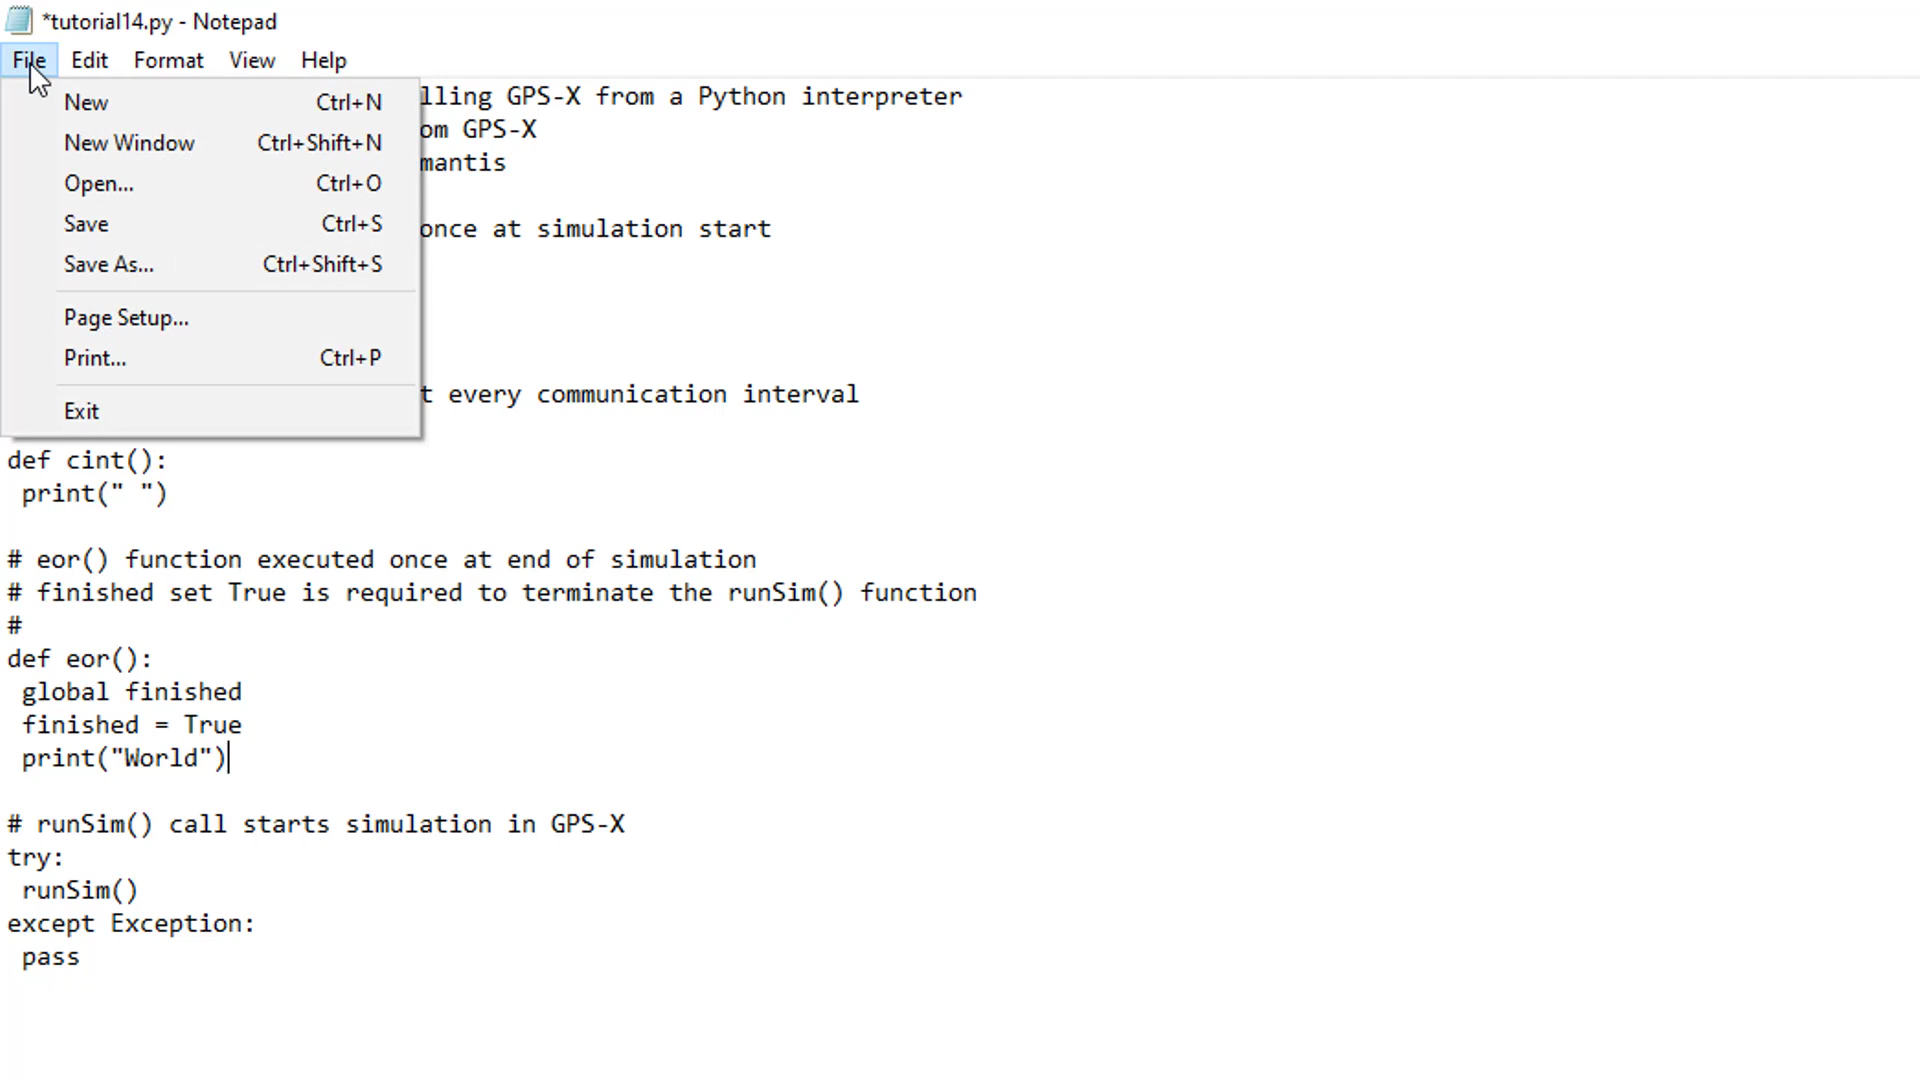 *tutorial14.py - Notepad
File Edit Format View Help
New Ctrl+N
New Window Ctrl+Shift+N
Open... Ctrl+O
Save Ctrl+S
Save As... Ctrl+Shift+S
Page Setup...
Print... Ctrl+P
Exit
lling GPS-X from a Python interpreter
om GPS-X
mantis
once at simulation start
t every communication interval
def cint():
print(" ")
# eor() function executed once at end of simulation
# finished set True is required to terminate the runSim() function
#
def eor():
global finished
finished = True
print("World")
# runSim() call starts simulation in GPS-X
try:
runSim()
except Exception:
pass